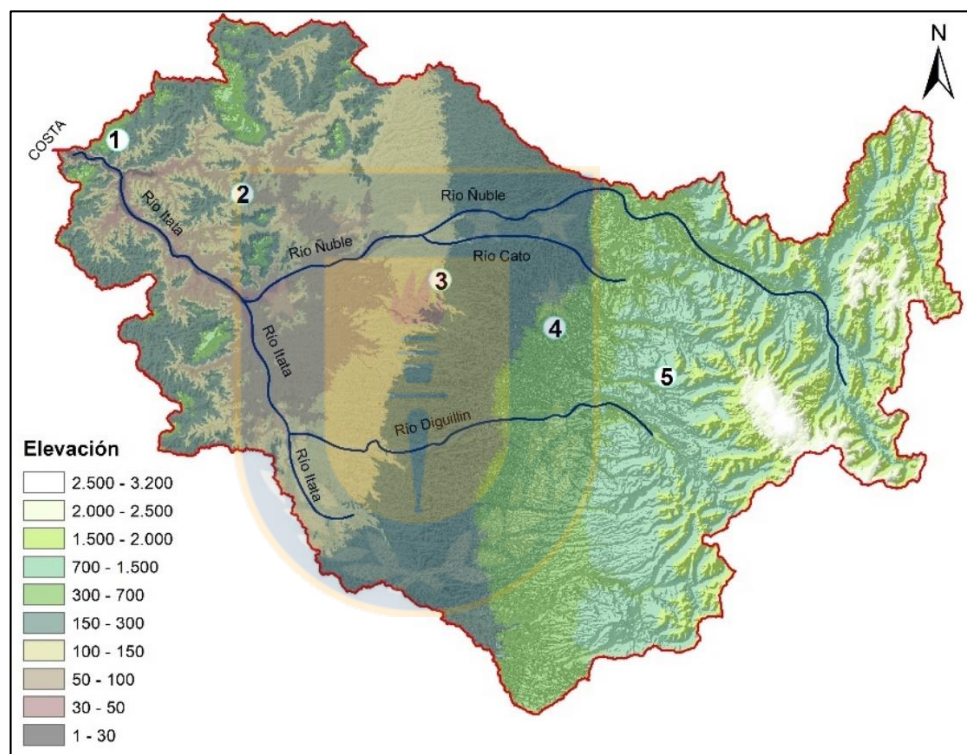 N
COSTA
1
Río Itata
2
Río Ñuble
Río Ñuble
Río Cato
3
4
5
Río Itata
Río Diguillin
Río Itata
Elevación
2.500 - 3.200
2.000 - 2.500
1.500 - 2.000
700 - 1.500
300 - 700
150 - 300
100 - 150
50 - 100
30 - 50
1 - 30